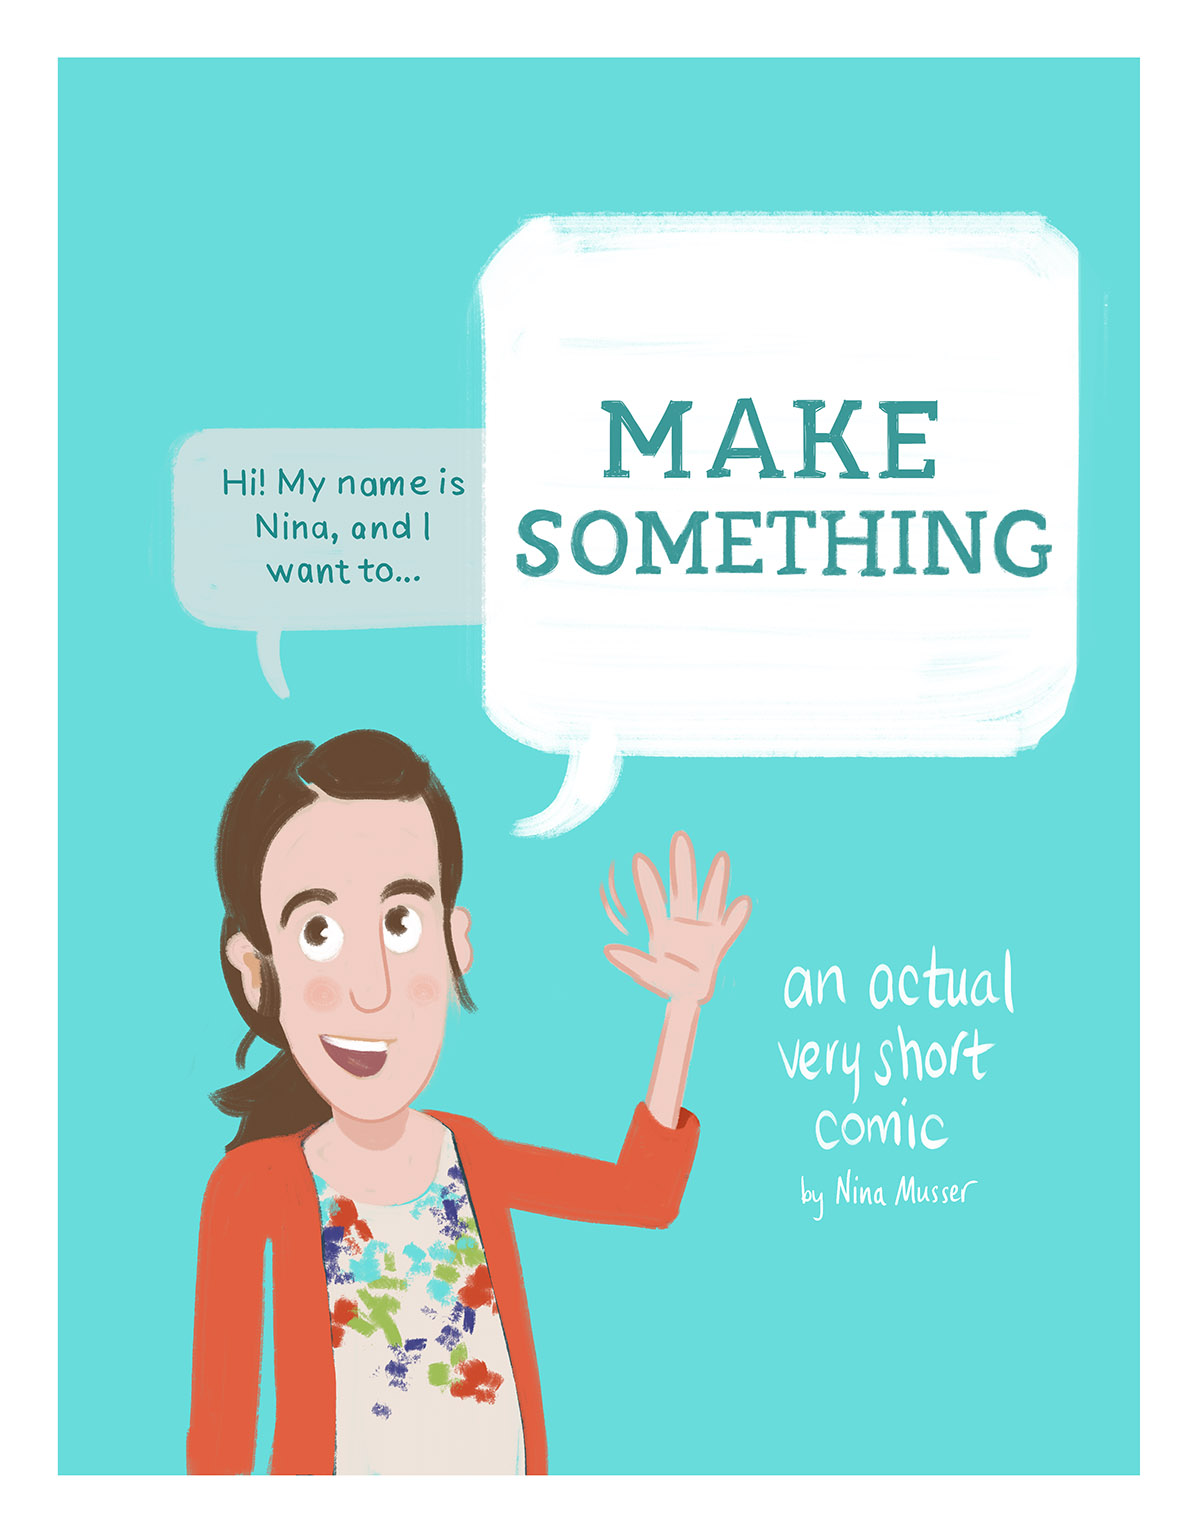 Hi! My name is
Nina, and I
want to...
MAKE
SOMETHING
an actual
very short
comic
by Nina Musser